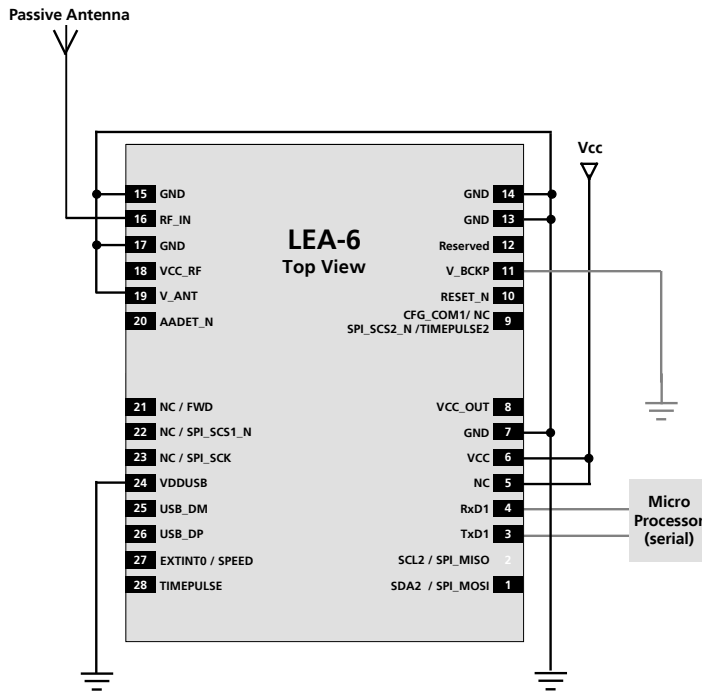 Passive Antenna
Vcc
LEA-6
Top View
15 GND
16 RF_IN
17 GND
18 VCC_RF
19 V_ANT
20 AADET_N
21 NC / FWD
22 NC / SPI_SCS1_N
23 NC / SPI_SCK
24 VDDUSB
25 USB_DM
26 USB_DP
27 EXTINT0 / SPEED
28 TIMEPULSE
GND 14
GND 13
Reserved 12
V_BCKP 11
RESET_N 10
CFG_COM1/ NC
SPI_SCS2_N /TIMEPULSE2 9
VCC_OUT 8
GND 7
VCC 6
NC 5
RxD1 4
TxD1 3
SCL2 / SPI_MISO 2
SDA2 / SPI_MOSI 1
Micro
Processor
(serial)